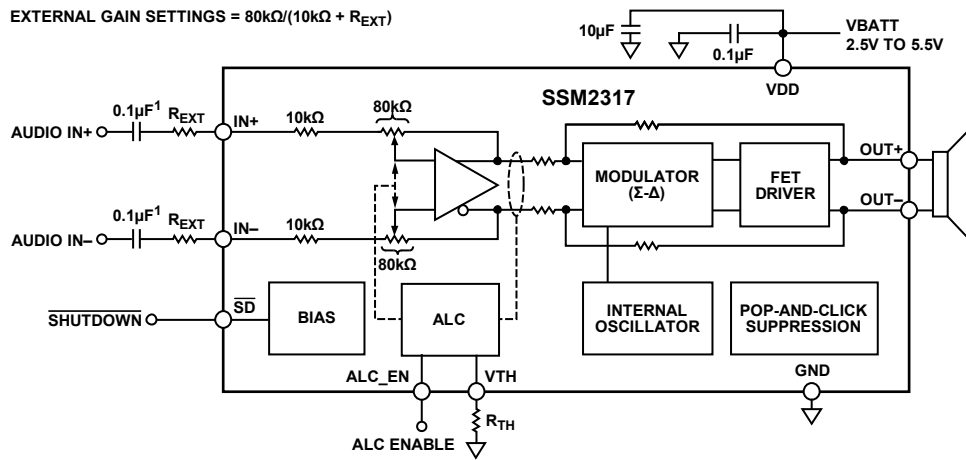 EXTERNAL GAIN SETTINGS = 80kΩ/(10kΩ + REXT)
10µF
0.1µF
VBATT
2.5V TO 5.5V
VDD
SSM2317
AUDIO IN+
0.1µF1
REXT
IN+
10kΩ
80kΩ
MODULATOR
(Σ-Δ)
FET
DRIVER
OUT+
OUT–
AUDIO IN–
0.1µF1
REXT
IN–
10kΩ
80kΩ
SHUTDOWN
SD
BIAS
ALC
INTERNAL
OSCILLATOR
POP-AND-CLICK
SUPPRESSION
ALC_EN
VTH
GND
RTH
ALC ENABLE